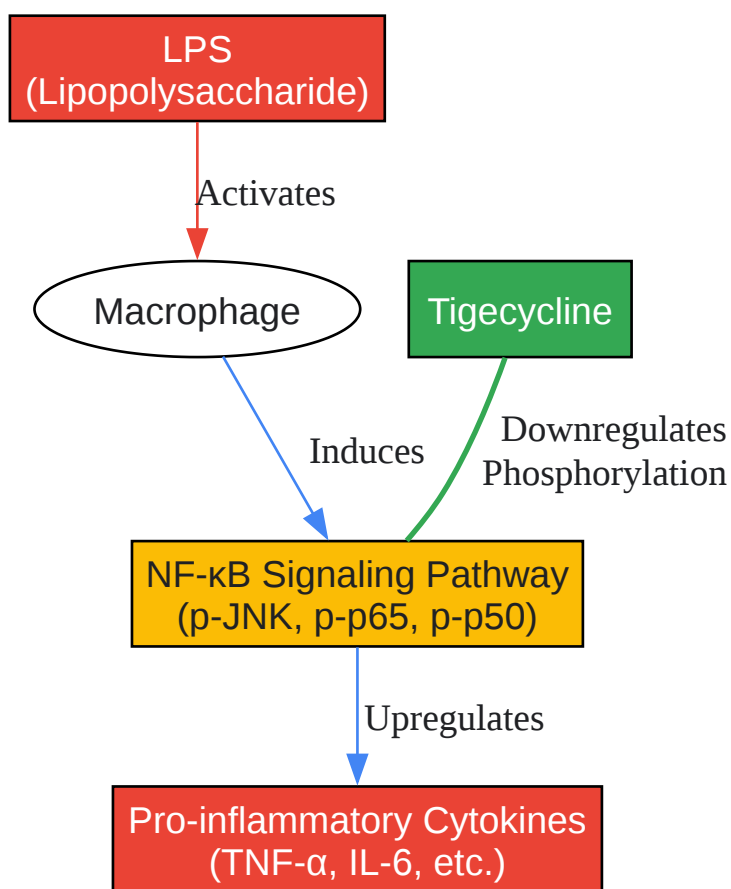 LPS
(Lipopolysaccharide)
Activates
Macrophage
Tigecycline
Induces
Downregulates
Phosphorylation
NF-κB Signaling Pathway
(p-JNK, p-p65, p-p50)
Upregulates
Pro-inflammatory Cytokines
(TNF-α, IL-6, etc.)